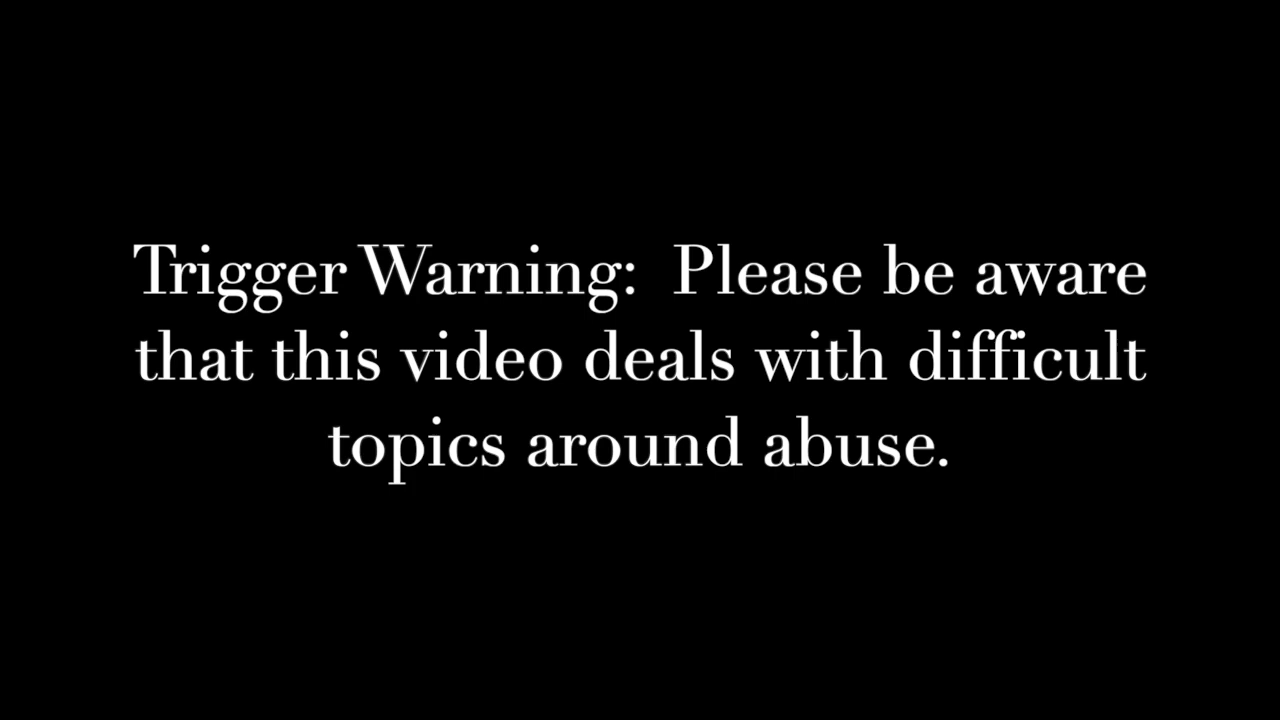 Trigger Warning:  Please be aware
that this video deals with difficult
topics around abuse.